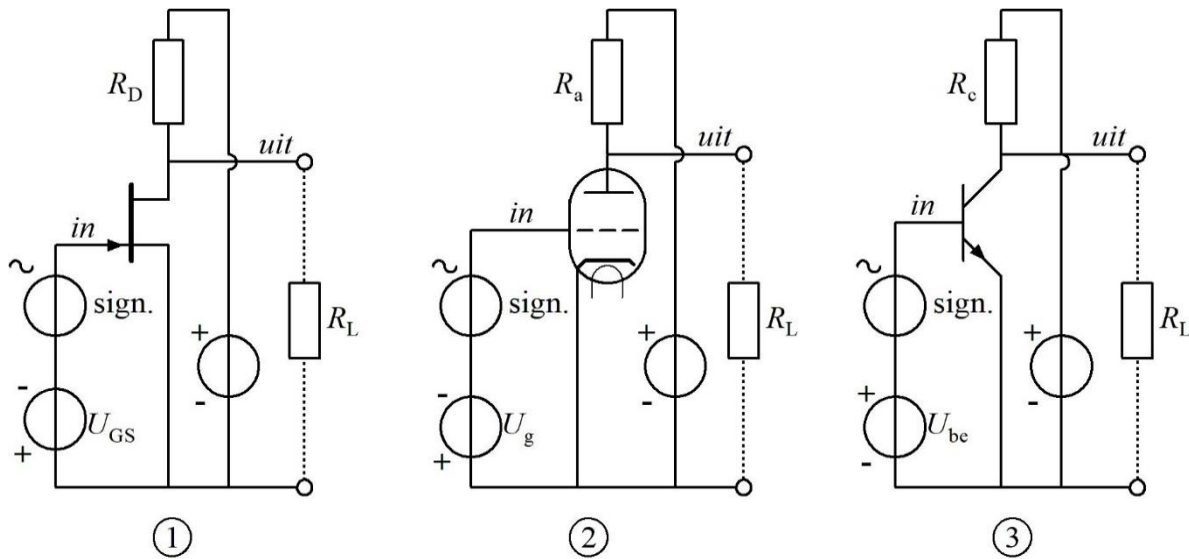 R_D
uit
in
~
sign.
R_L
+
-
-
U_GS
+
1
R_a
uit
in
~
sign.
R_L
+
-
-
U_g
+
2
R_c
uit
in
~
sign.
R_L
+
-
+
U_be
-
3